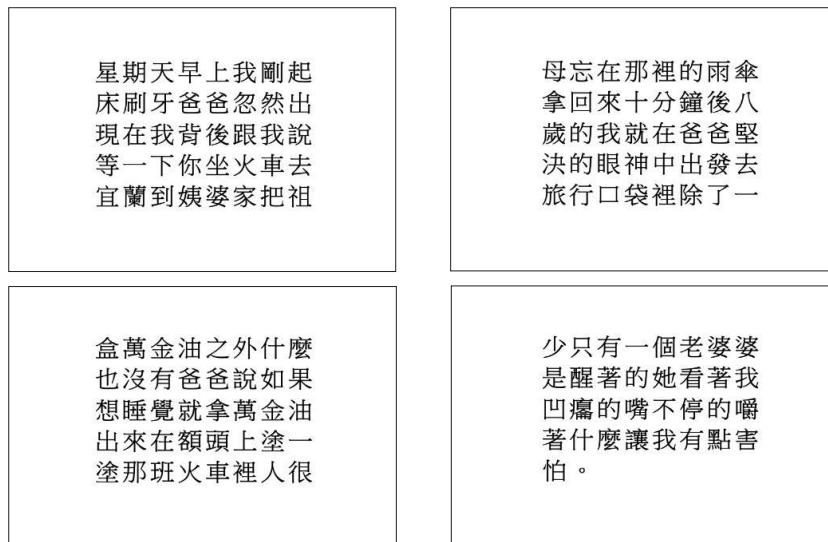 星期天早上我剛起
床刷牙爸爸忽然出
現在我背後跟我說
等一下你坐火車去
宜蘭到姨婆家把祖
母忘在那裡的雨傘
拿回來十分鐘後八
歲的我就在爸爸堅
決的眼神中出發去
旅行口袋裡除了一
盒萬金油之外什麼
也沒有爸爸說如果
想睡覺就拿萬金油
出來在額頭上塗一
塗那班火車裡人很
少只有一個老婆婆
是醒著的她看著我
凹癟的嘴不停的嚼
著什麼讓我有點害
怕。